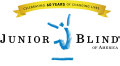 CELEBRATING 60 YEARS OF CHANGING LIVES
JUNIOR BLIND
OF AMERICA